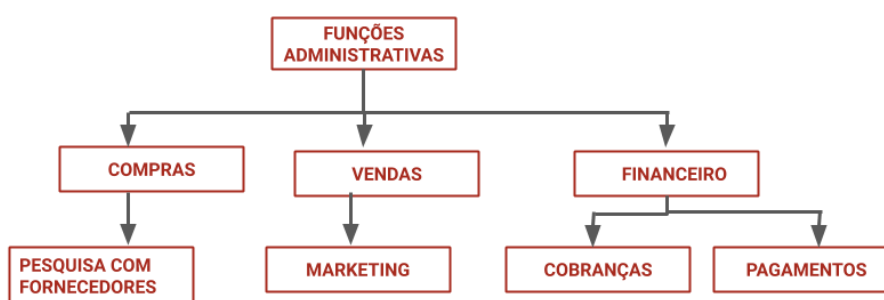 FUNÇÕES
ADMINISTRATIVAS
COMPRAS
VENDAS
FINANCEIRO
PESQUISA COM
FORNECEDORES
MARKETING
COBRANÇAS
PAGAMENTOS